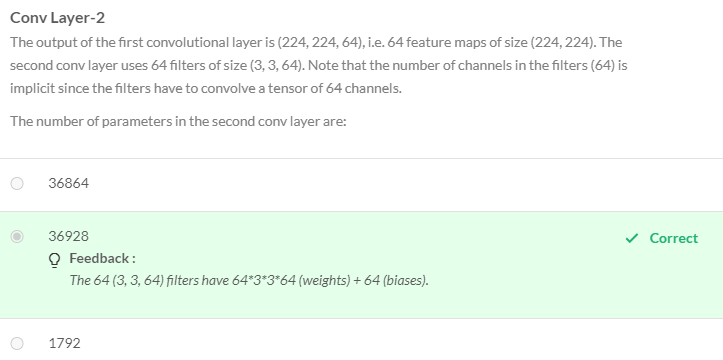 Conv Layer-2
The output of the first convolutional layer is (224, 224, 64), i.e. 64 feature maps of size (224, 224). The
second conv layer uses 64 filters of size (3, 3, 64). Note that the number of channels in the filters (64) is
implicit since the filters have to convolve a tensor of 64 channels.
The number of parameters in the second conv layer are:
36864
36928
Correct
Feedback :
The 64 (3, 3, 64) filters have 64*3*3*64 (weights) + 64 (biases).
1792